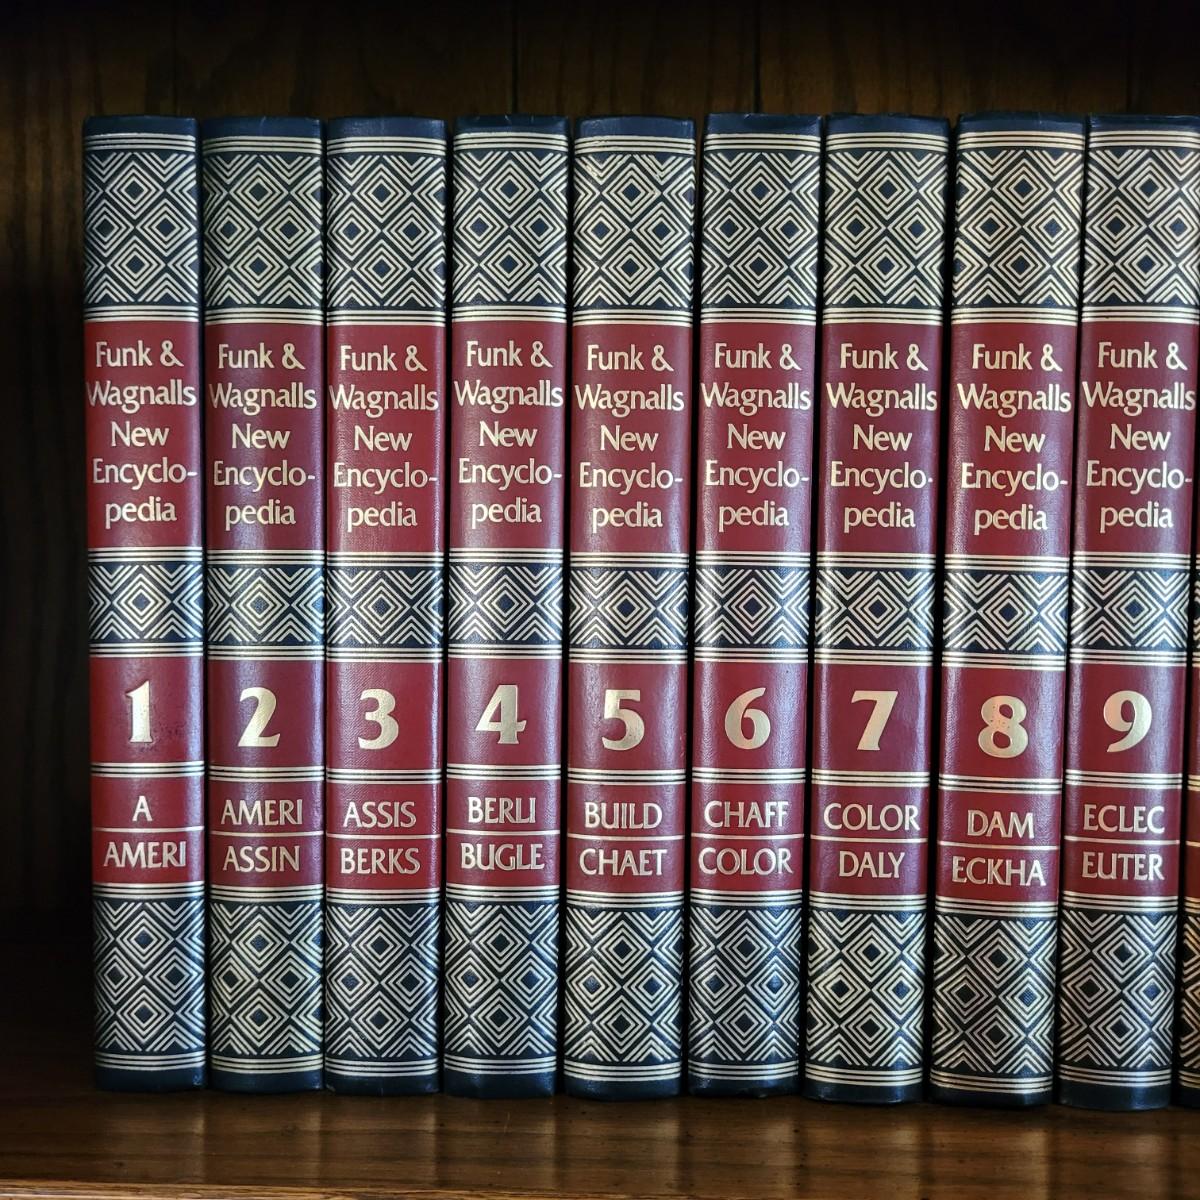 Funk &
Wagnalls
New
Encyclo-
pedia
1
A
AMERI
Funk &
Wagnalls
New
Encyclo-
pedia
2
AMERI
ASSIN
Funk &
Wagnalls
New
Encyclo-
pedia
3
ASSIS
BERKS
Funk &
Wagnalls
New
Encyclo-
pedia
4
BERLI
BUGLE
Funk &
Wagnalls
New
Encyclo-
pedia
5
BUILD
CHAET
Funk &
Wagnalls
New
Encyclo-
pedia
6
CHAFF
COLOR
Funk &
Wagnalls
New
Encyclo-
pedia
7
COLOR
DALY
Funk &
Wagnalls
New
Encyclo-
pedia
8
DAM
ECKHA
Funk &
Wagnalls
New
Encyclo-
pedia
9
ECLEC
EUTER